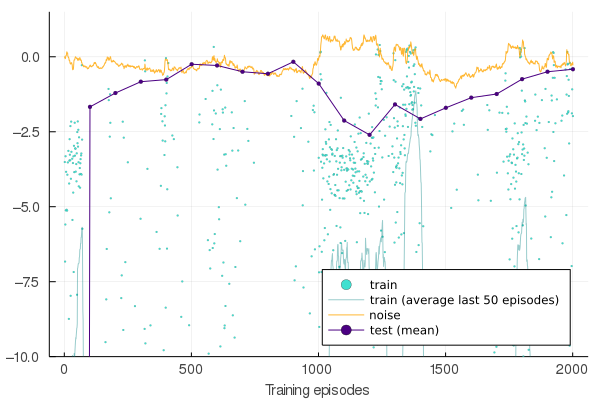 0.0
−2.5
−5.0
−7.5
−10.0
train
train (average last 50 episodes)
noise
test (mean)
0 500 1000 1500 2000
Training episodes